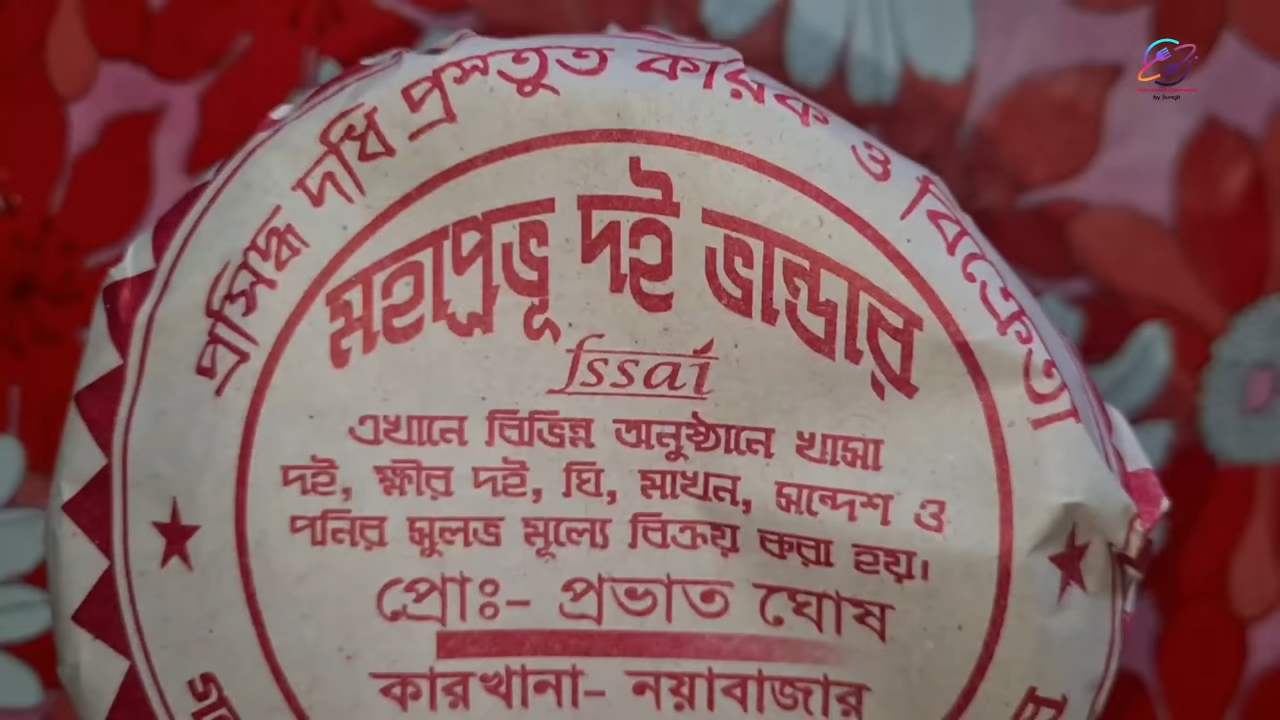 প্রসিদ্ধ দধি প্রস্তুত কারক ও বিক্রেতা
মহাপ্রভূ দই ভান্ডার
fssai
এখানে বিভিন্ন অনুষ্ঠানে খাসা
দই, ক্ষীর দই, ঘি, মাখন, সন্দেশ ও
পনির সুলভ মূল্যে বিক্রয় করা হয়।
প্রোঃ- প্রভাত ঘোষ
কারখানা- নয়াবাজার